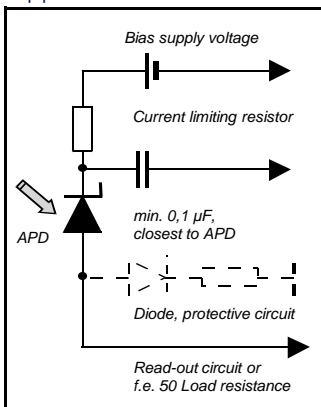 Bias supply voltage
Current limiting resistor
min. 0,1 µF,
closest to APD
APD
Diode, protective circuit
Read-out circuit or
f.e. 50 Load resistance